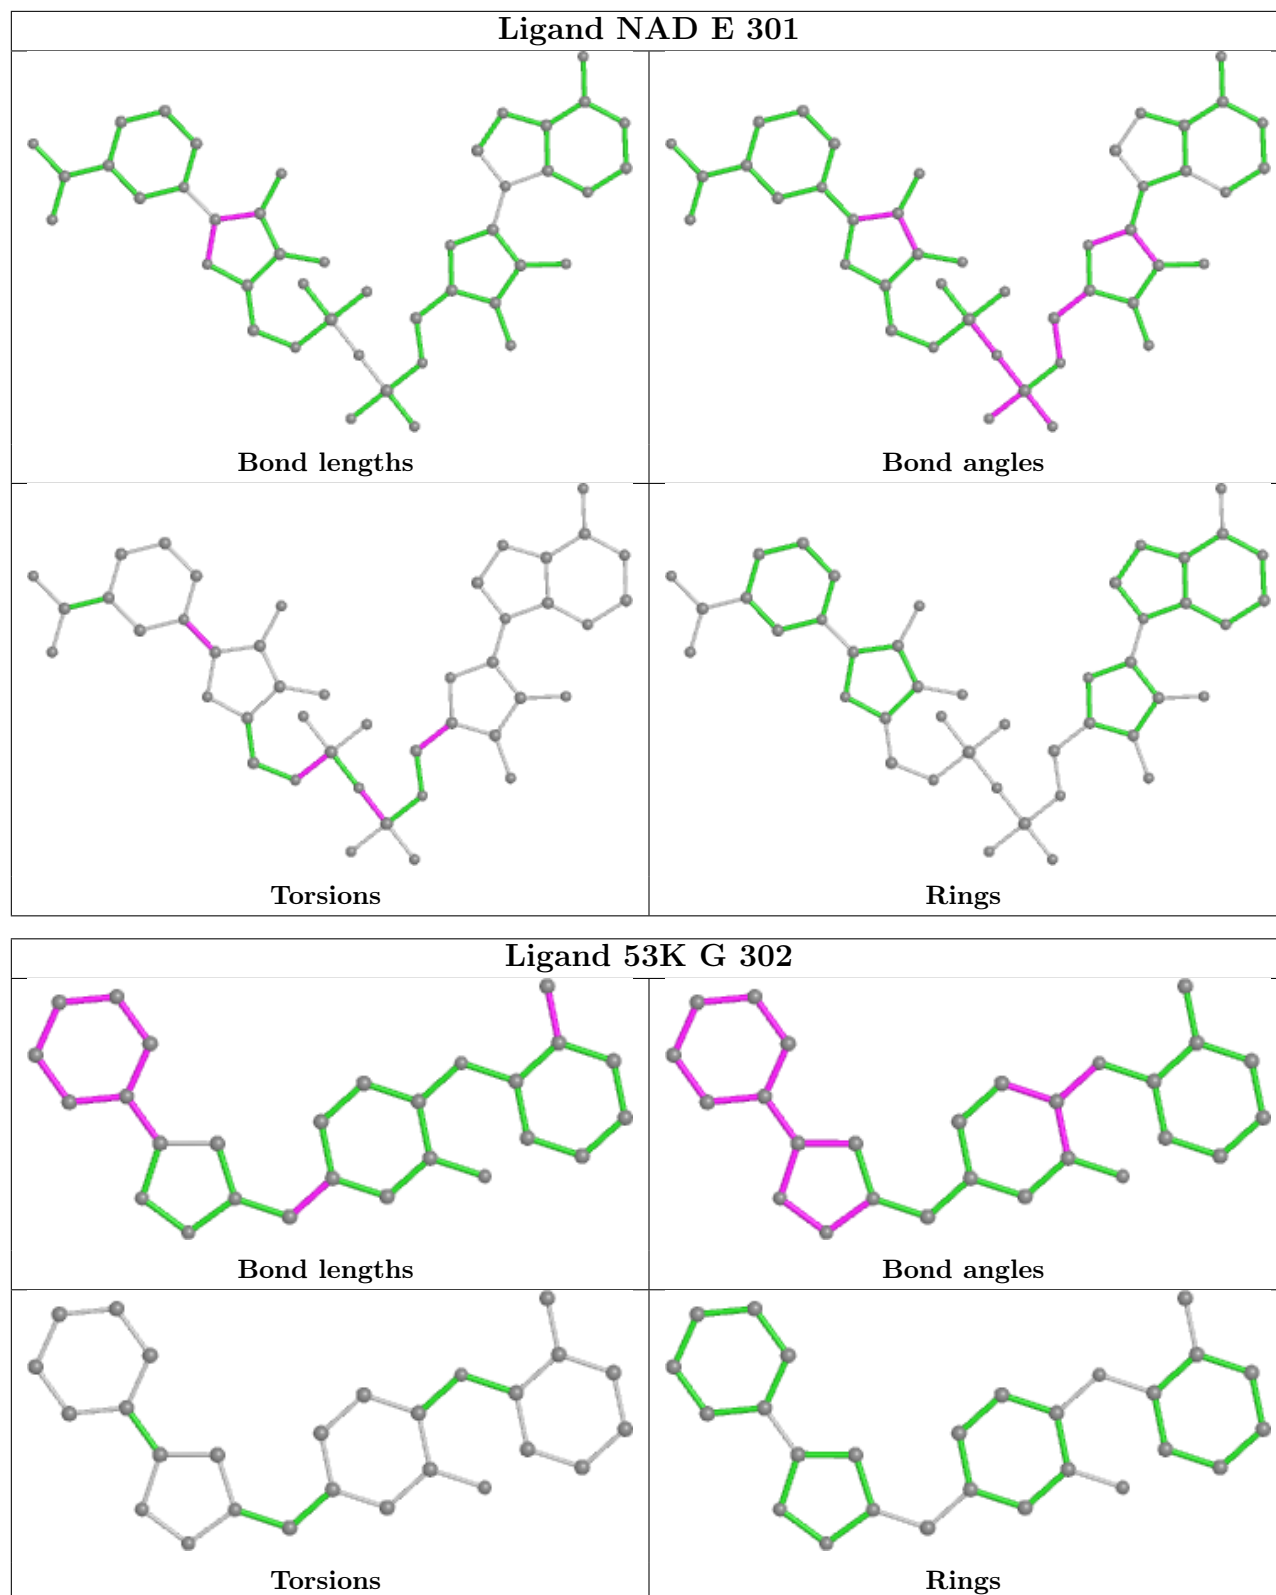 Ligand NAD E 301
Bond lengths
Bond angles
Torsions
Rings
Ligand 53K G 302
Bond lengths
Bond angles
Torsions
Rings